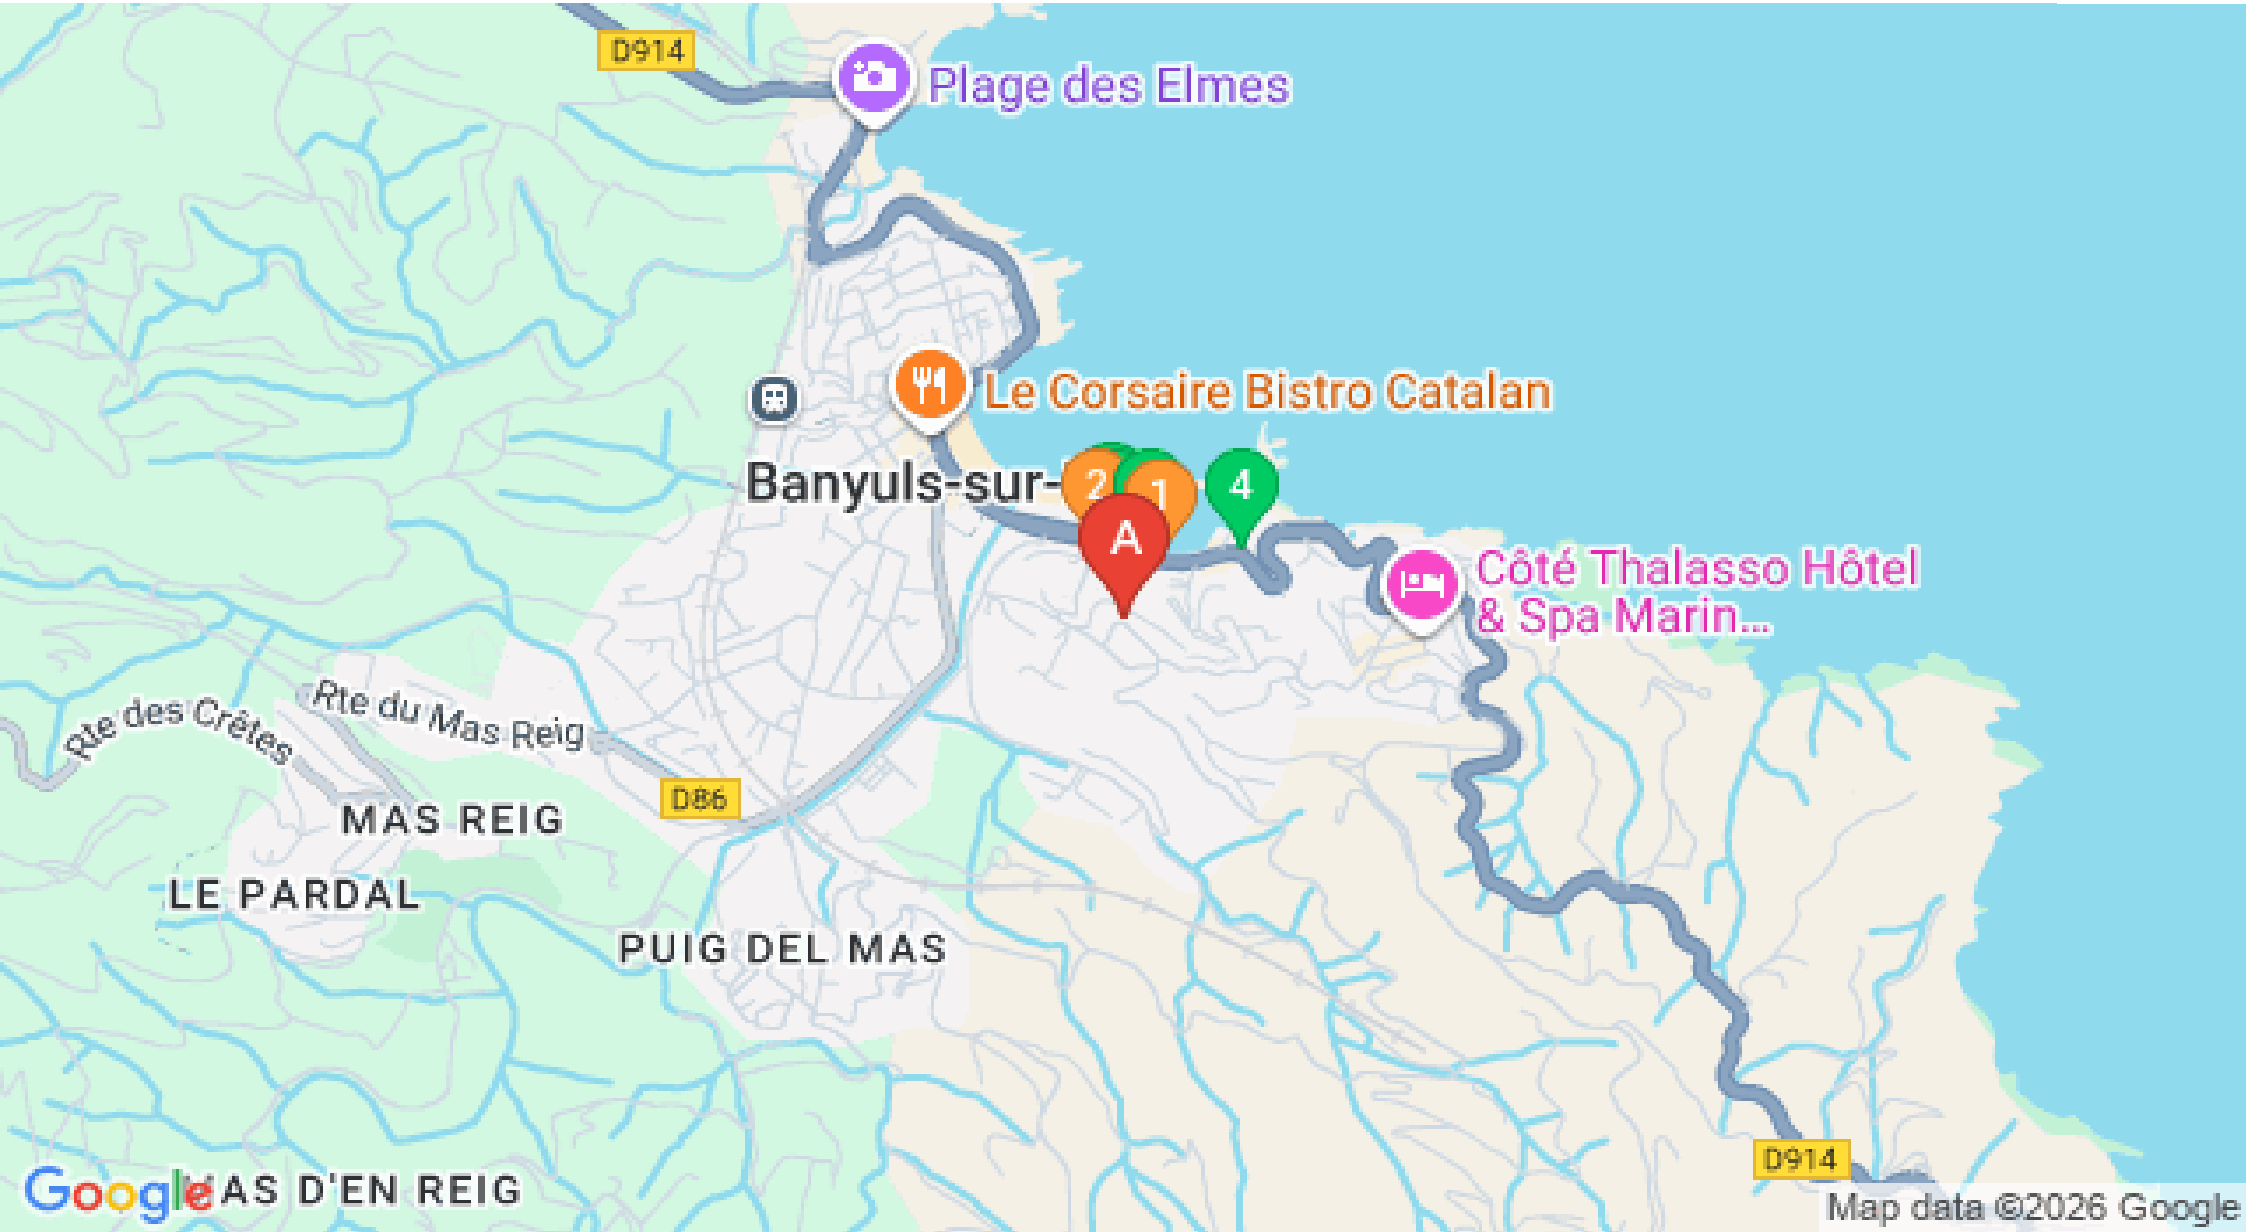 D914
Plage des Elmes
Le Corsaire Bistro Catalan
Banyuls-sur-
2
1
4
A
Côté Thalasso Hôtel
& Spa Marin...
Rte du Mas Reig
Rte des Crêtes
D86
MAS REIG
LE PARDAL
PUIG DEL MAS
D914
Google
AS D'EN REIG
Map data ©2026 Google